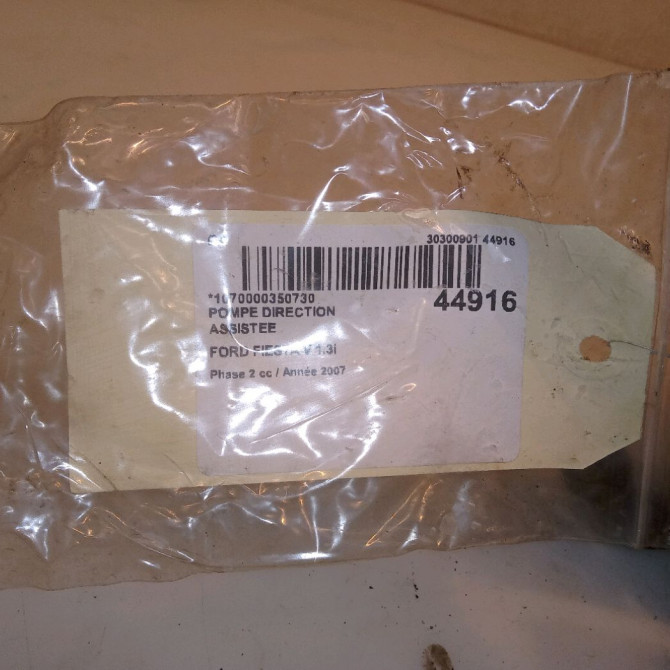 30300901 44916
*1070000350730
44916
POMPE DIRECTION
ASSISTEE
FORD FIESTA V 1.3i
Phase 2 cc / Année 2007